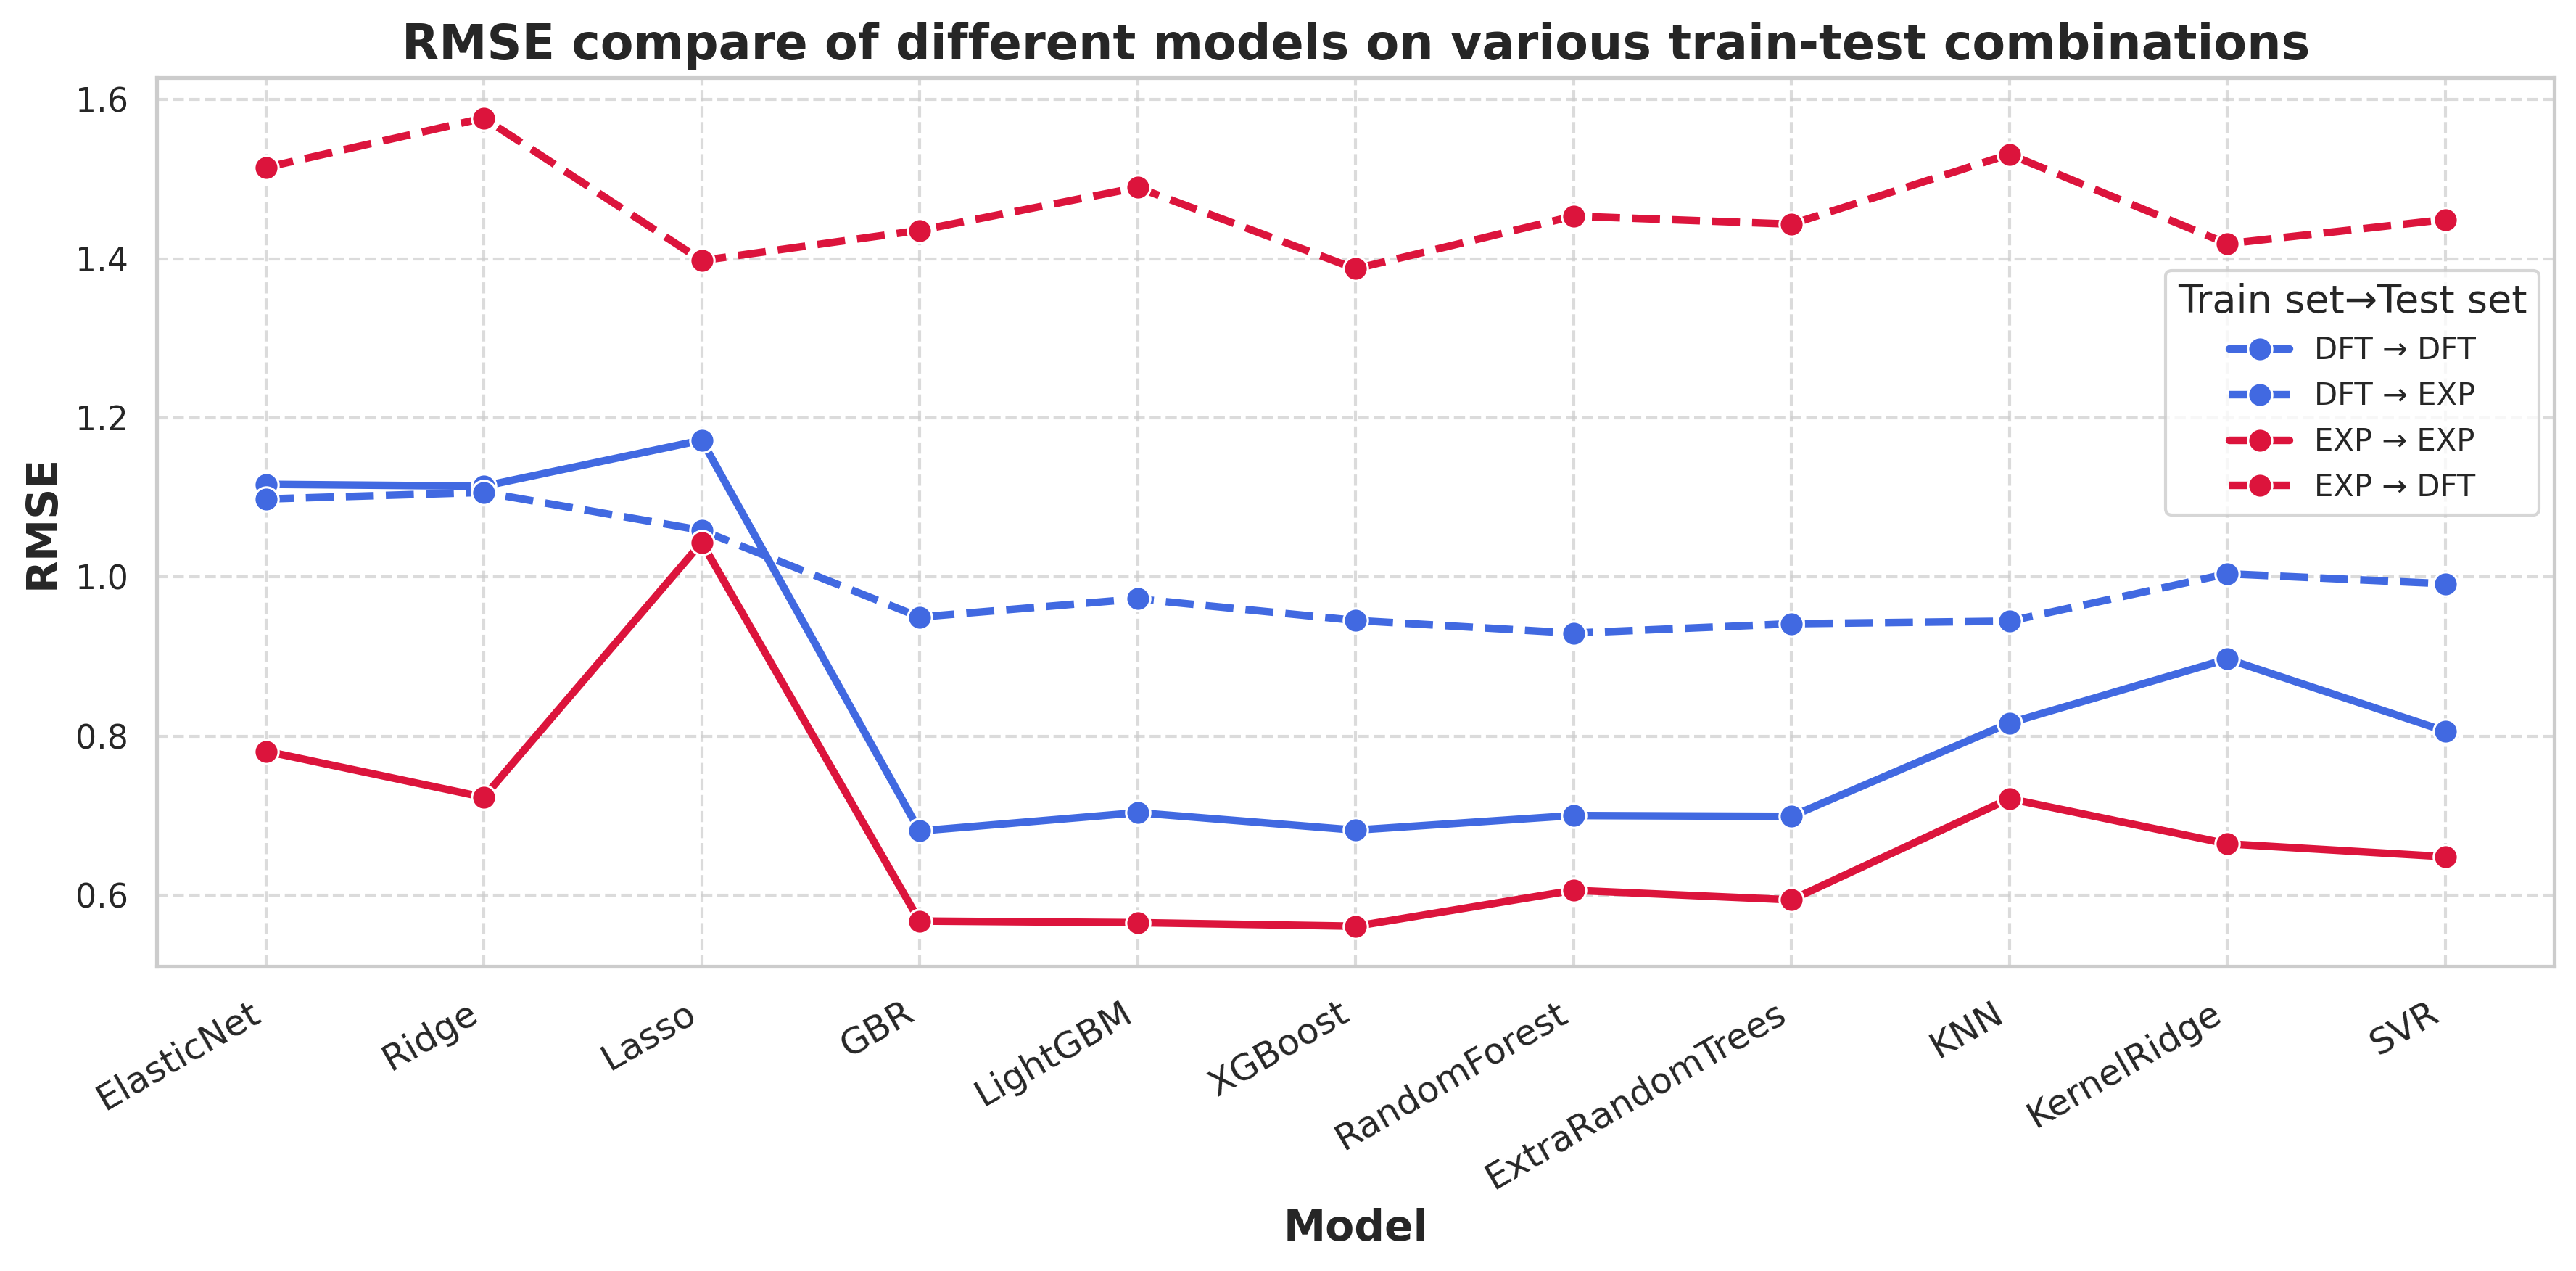 RMSE compare of different models on various train-test combinations
1.6
1.4
1.2
1.0
0.8
0.6
RMSE
Train set→Test set
DFT → DFT
DFT → EXP
EXP → EXP
EXP → DFT
ElasticNet
Ridge
Lasso
GBR
LightGBM
XGBoost
RandomForest
ExtraRandomTrees
KNN
KernelRidge
SVR
Model